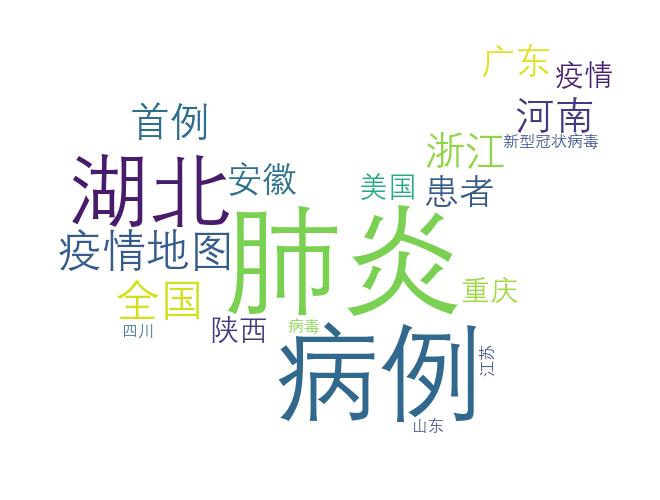 广东
疫情
河南
首例
新型冠状病毒
浙江
湖北
安徽
美国
患者
疫情地图
肺炎
全国
重庆
陕西
病毒
四川
病例
江苏
山东